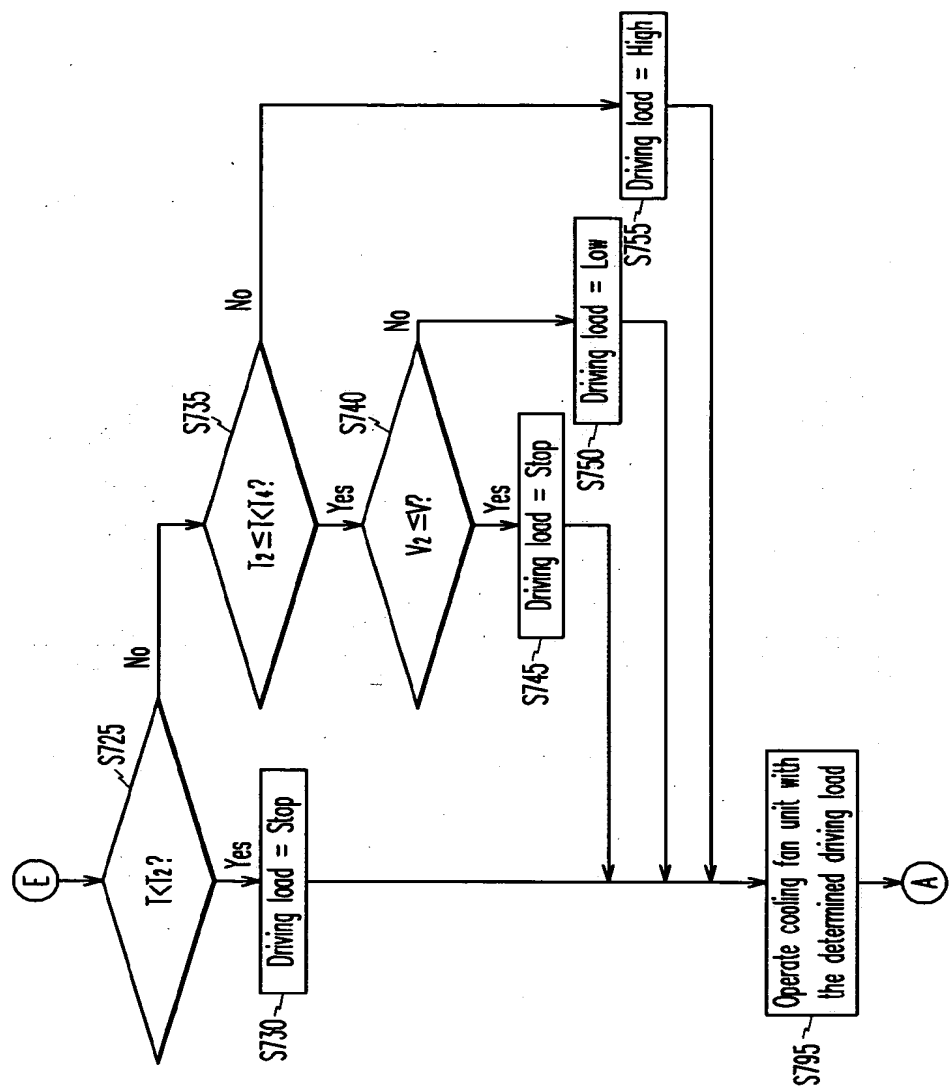 E
S725
T<T2?
No
Yes
S730
Driving load = Stop
S735
T2≤T<T4?
No
Yes
S740
V2≤V?
No
Yes
S745
Driving load = Stop
S750
Driving load = Low
S755
Driving load = High
S795
Operate cooling fan unit with
the determined driving load
A